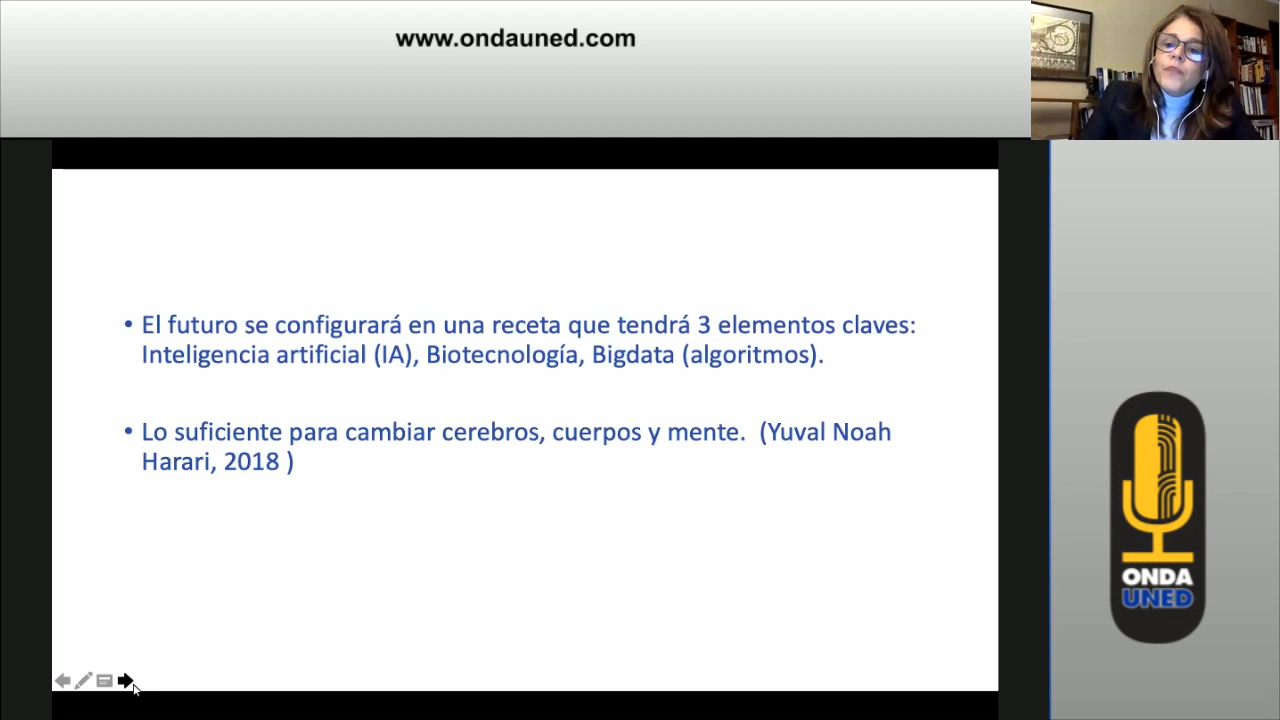 www.ondauned.com
• El futuro se configurará en una receta que tendrá 3 elementos claves:
Inteligencia artificial (IA), Biotecnología, Bigdata (algoritmos).
• Lo suficiente para cambiar cerebros, cuerpos y mente.  (Yuval Noah
Harari, 2018 )
ONDA
UNED